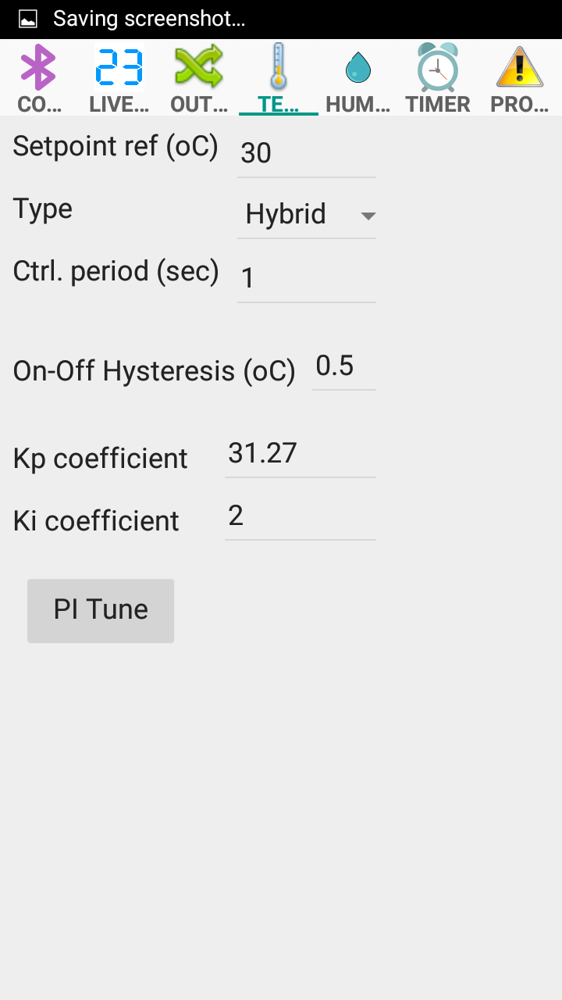 Saving screenshot...
23
CO... LIVE... OUT... TE... HUM... TIMER PRO...
Setpoint ref (oC) 30
Type Hybrid
Ctrl. period (sec) 1
On-Off Hysteresis (oC) 0.5
Kp coefficient 31.27
Ki coefficient 2
PI Tune